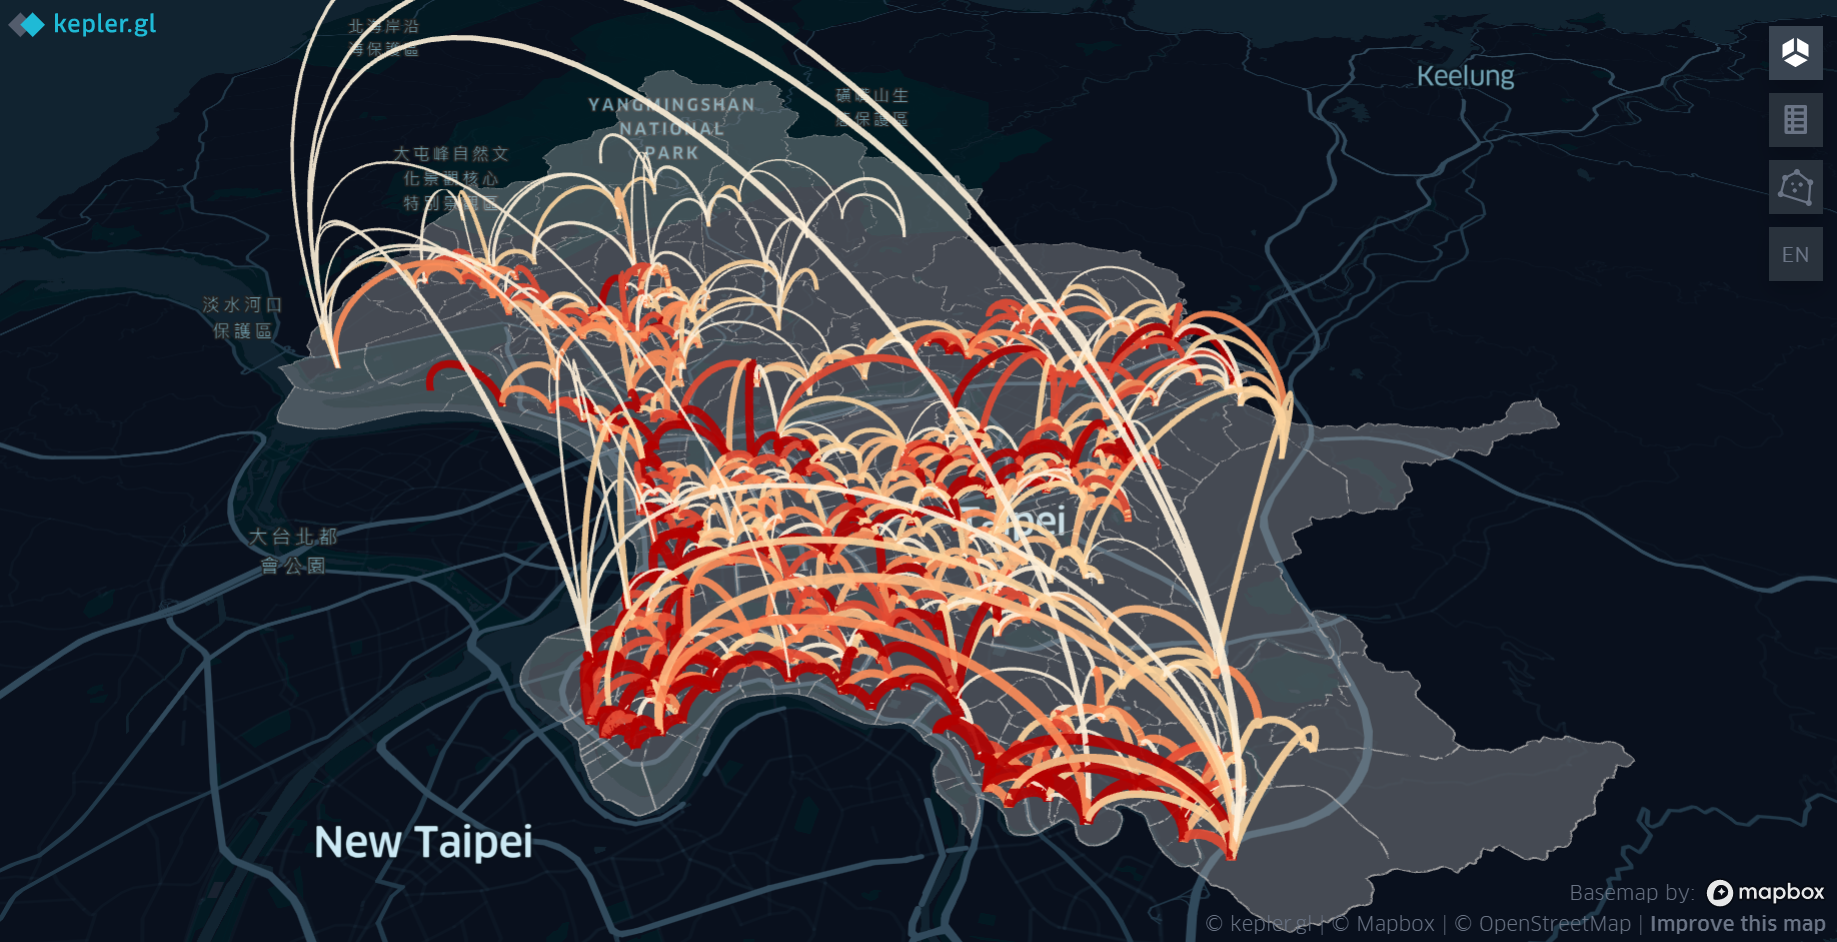 kepler.gl
北海岸沿
海保護區
Keelung
YANGMINGSHAN
NATIONAL
PARK
磺嘴山生
態保護區
大屯峰自然文
化景觀核心
特別景觀區
EN
淡水河口
保護區
大台北都
會公園
Taipei
New Taipei
Basemap by: mapbox
© kepler.gl | © Mapbox | © OpenStreetMap | Improve this map